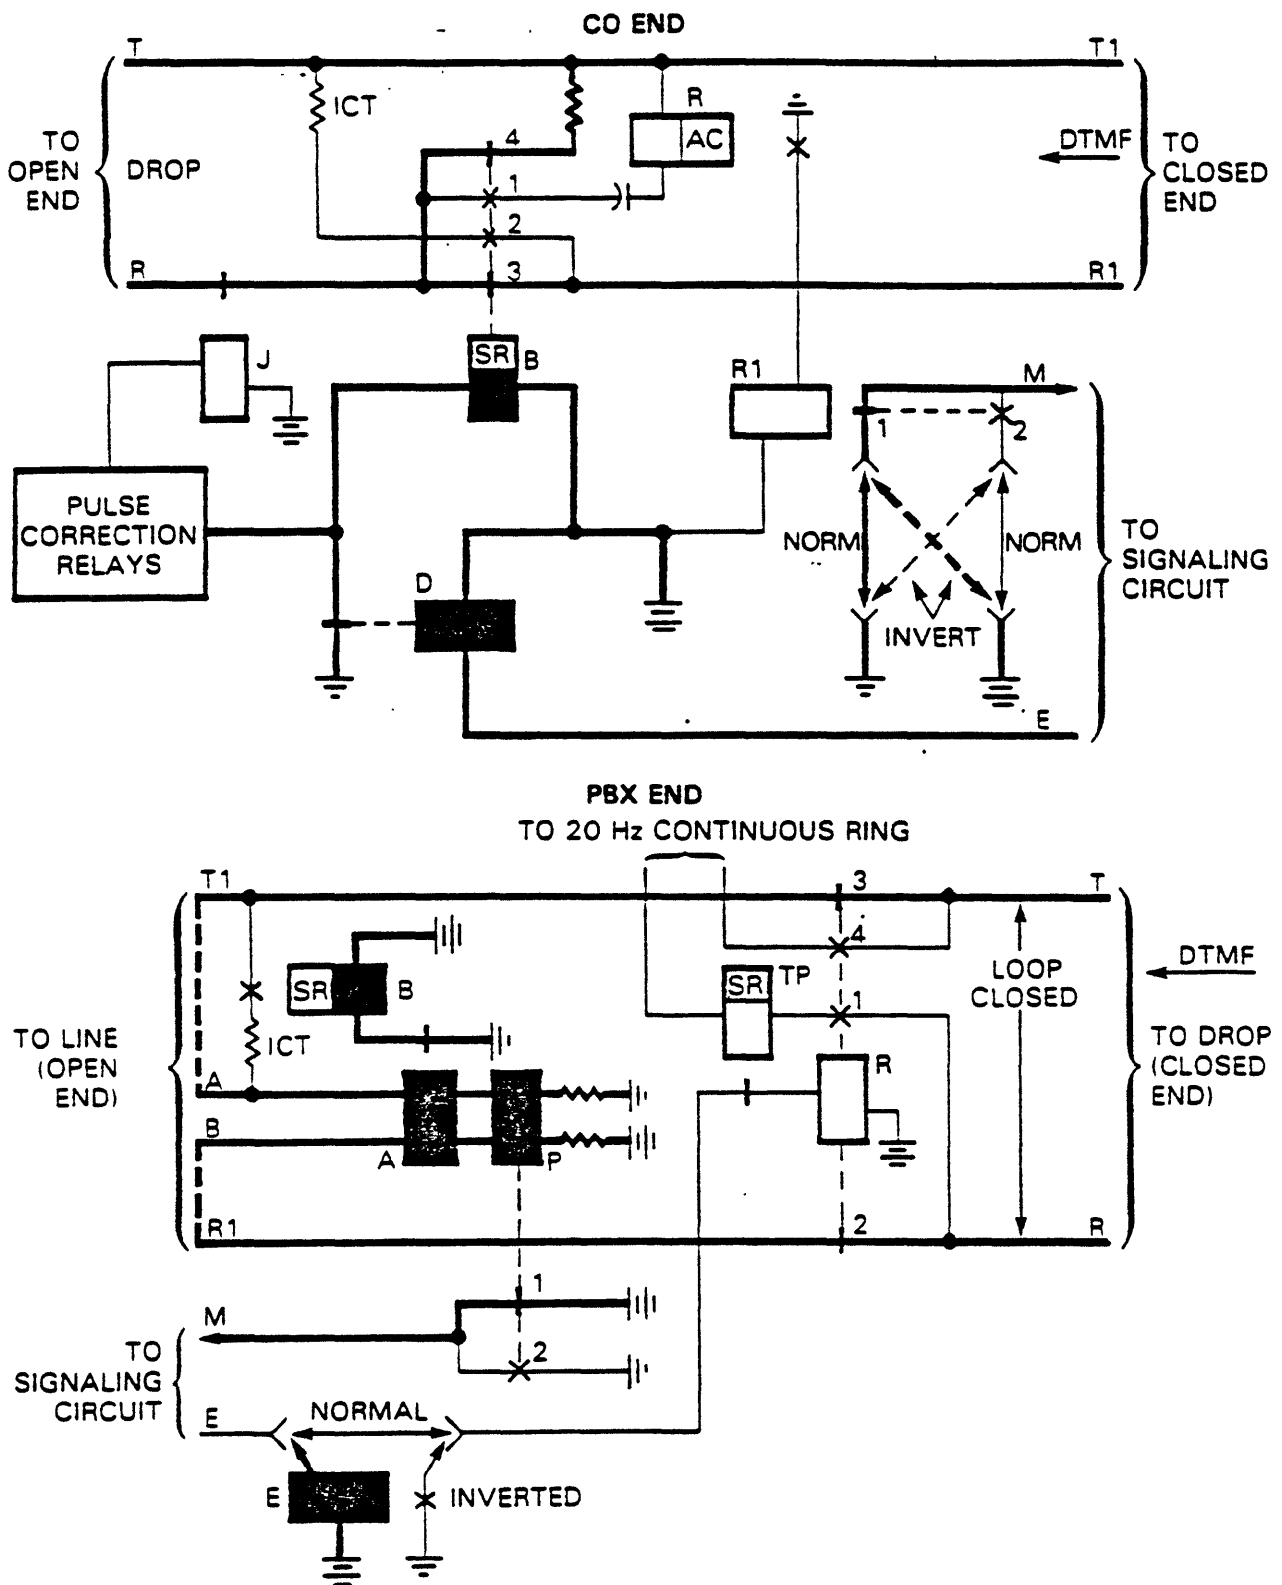 CO END
T
T1
ICT
R
AC
4
DTMF
TO
OPEN
END
DROP
TO
CLOSED
END
1
2
R
3
R1
J
SR
B
R1
M
1
2
PULSE
CORRECTION
RELAYS
NORM
NORM
TO
SIGNALING
CIRCUIT
D
INVERT
E
PBX END
TO 20 Hz CONTINUOUS RING
T1
3
T
4
DTMF
SR
B
SR
TP
LOOP
CLOSED
1
TO LINE
(OPEN
END)
ICT
TO DROP
(CLOSED
END)
A
R
B
A
P
R1
2
R
1
M
2
TO
SIGNALING
CIRCUIT
E
NORMAL
E
INVERTED